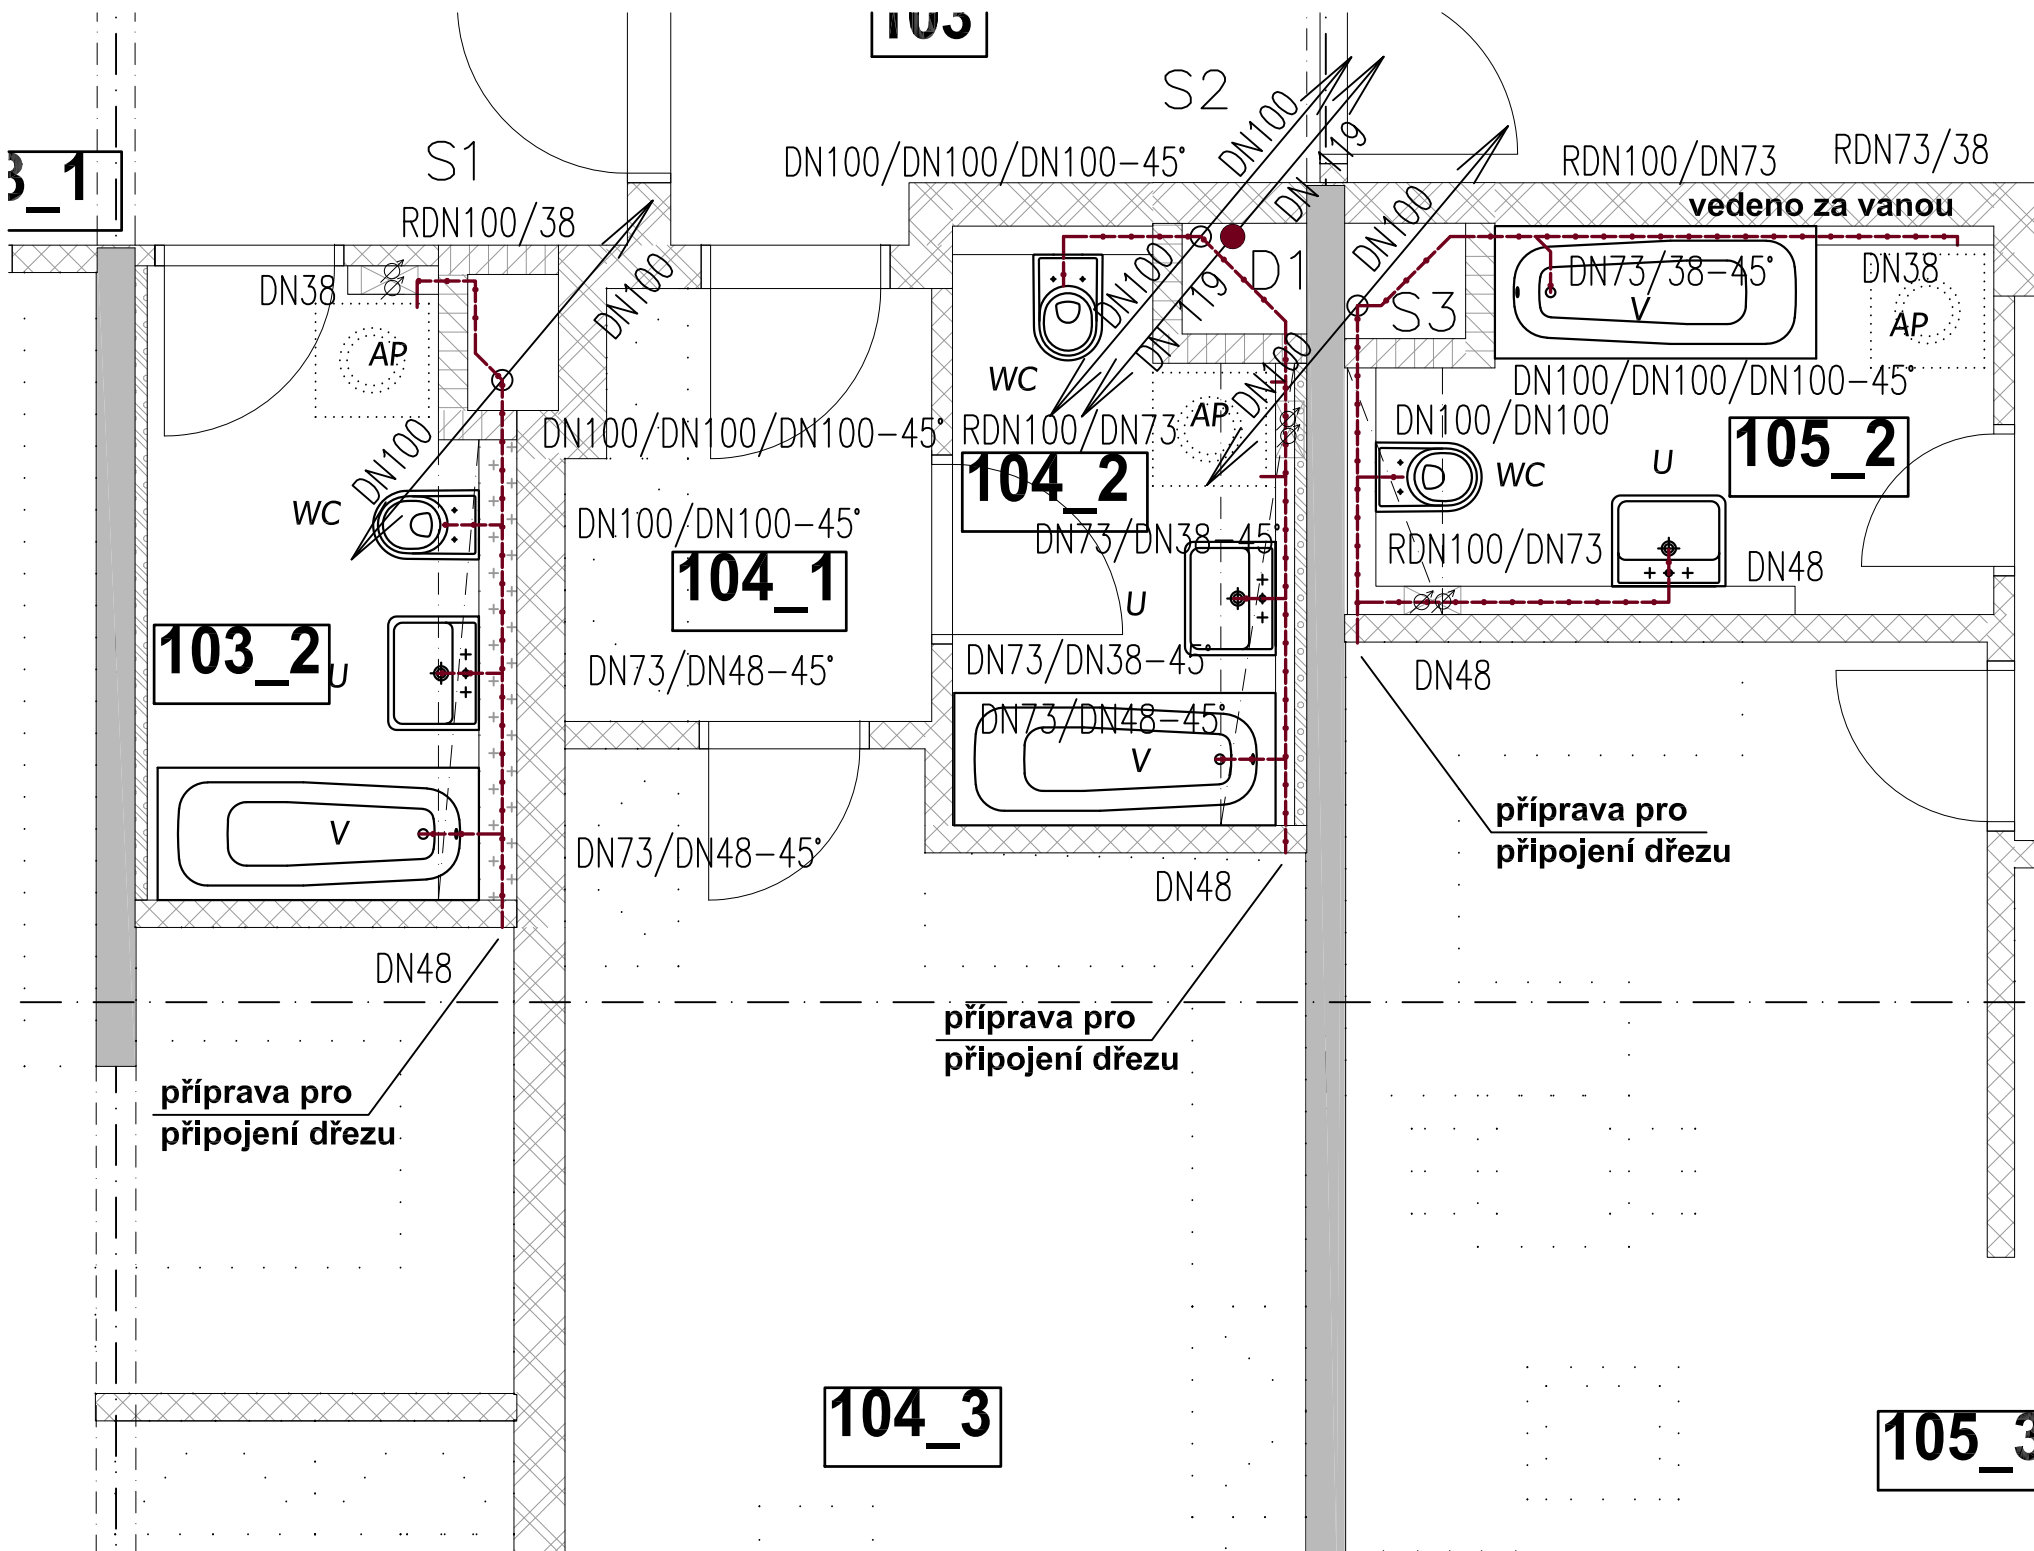 103
S2
DN100
DN 119
S1
DN100/DN100/DN100-45°
RDN100/DN73
RDN73/38
3_1
RDN100/38
vedeno za vanou
DN100
DN38
DN100
DN100
DN 119
D1
S3
DN73/38-45°
V
DN38
AP
AP
WC
DN100
AP
DN100/DN100/DN100-45°
DN100/DN100
DN100/DN100/DN100-45°
RDN100/DN73
DN100
104_2
105_2
WC
U
WC
DN100/DN100-45°
DN73/DN38-45°
RDN100/DN73
DN48
104_1
U
103_2
U
DN73/DN48-45°
DN73/DN38-45°
DN48
DN73/DN48-45°
V
V
DN73/DN48-45°
příprava pro
připojení dřezu
DN48
DN48
příprava pro
připojení dřezu
příprava pro
připojení dřezu
104_3
105_3